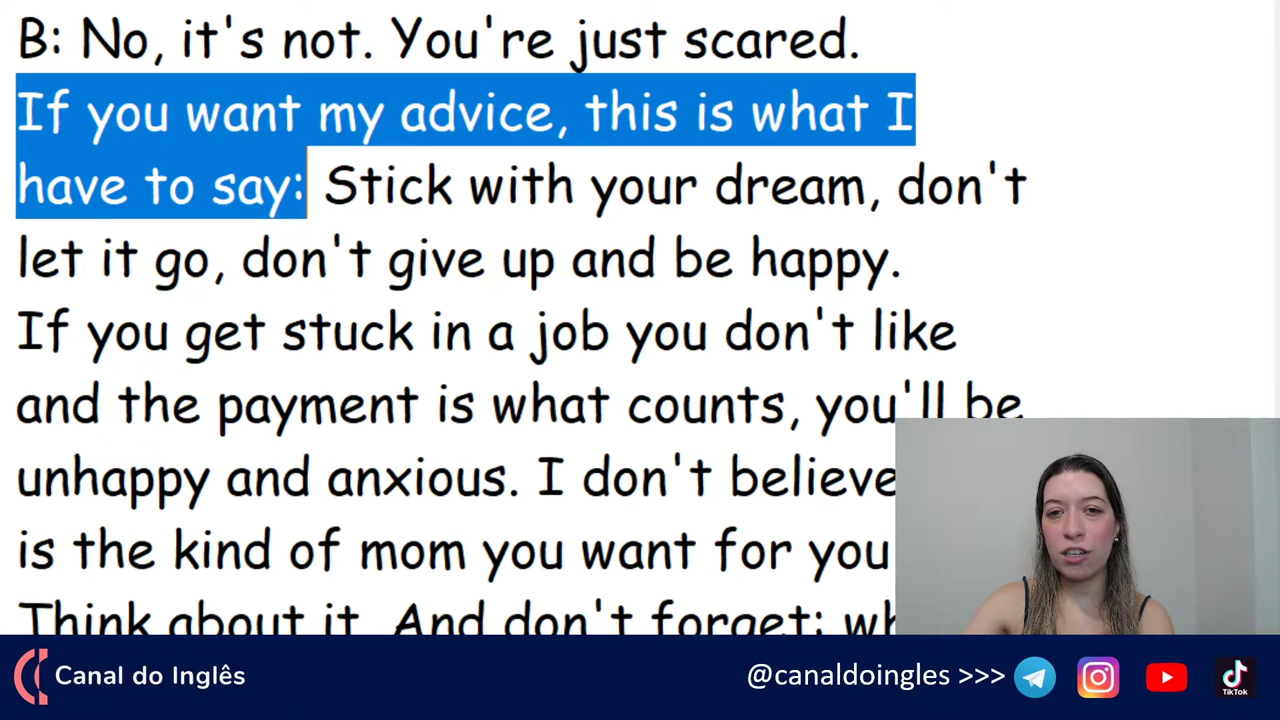 B: No, it's not. You're just scared.
If you want my advice, this is what I
have to say: Stick with your dream, don't
let it go, don't give up and be happy.
If you get stuck in a job you don't like
and the payment is what counts, you'll be
unhappy and anxious. I don't believe
is the kind of mom you want for you
Think about it. And don't forget:
Canal do Inglês
@canaldoingles >>>
TikTok